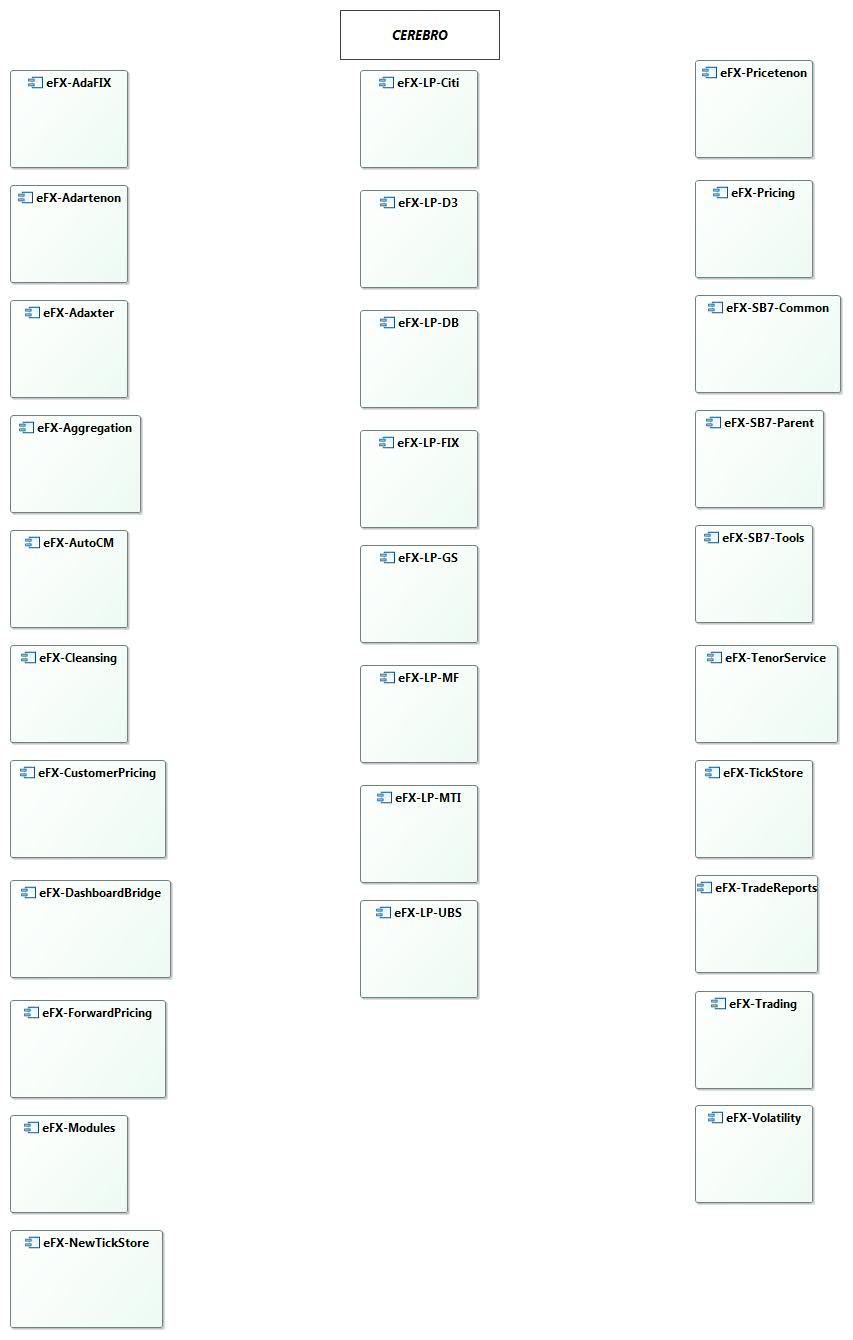 CEREBRO
eFX-AdaFIX
eFX-Adartenon
eFX-Adaxter
eFX-Aggregation
eFX-AutoCM
eFX-Cleansing
eFX-CustomerPricing
eFX-DashboardBridge
eFX-ForwardPricing
eFX-Modules
eFX-NewTickStore
eFX-LP-Citi
eFX-LP-D3
eFX-LP-DB
eFX-LP-FIX
eFX-LP-GS
eFX-LP-MF
eFX-LP-MTI
eFX-LP-UBS
eFX-Pricetenon
eFX-Pricing
eFX-SB7-Common
eFX-SB7-Parent
eFX-SB7-Tools
eFX-TenorService
eFX-TickStore
eFX-TradeReports
eFX-Trading
eFX-Volatility